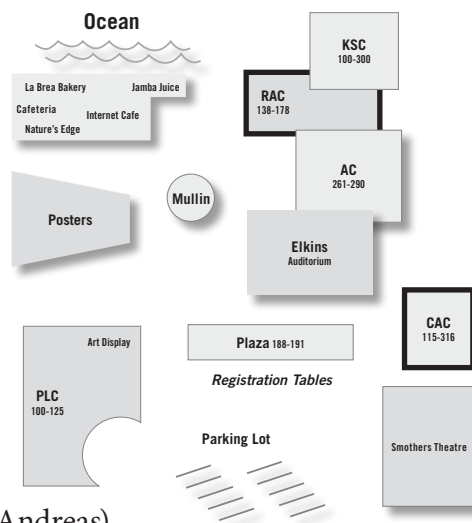 Ocean
KSC
100-300
La Brea Bakery
Jamba Juice
Cafeteria
Internet Cafe
Nature's Edge
RAC
138-178
AC
261-290
Mullin
Posters
Elkins
Auditorium
CAC
115-316
Art Display
Plaza 188-191
Registration Tables
PLC
100-125
Parking Lot
Smothers Theatre
Andreas)